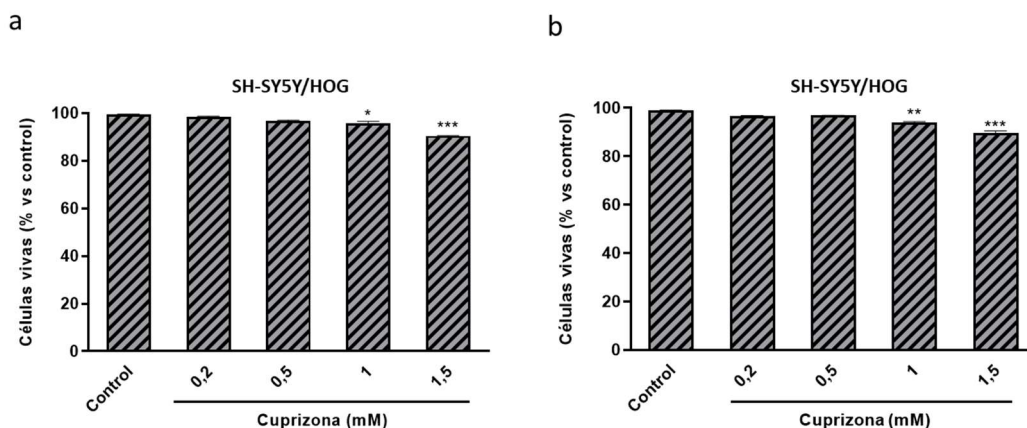 a
SH-SY5Y/HOG
Células vivas (% vs control)
100
80
60
40
20
0
*
***
Control
0,2
0,5
1
1,5
Cuprizona (mM)
b
SH-SY5Y/HOG
Células vivas (% vs control)
100
80
60
40
20
0
**
***
Control
0,2
0,5
1
1,5
Cuprizona (mM)